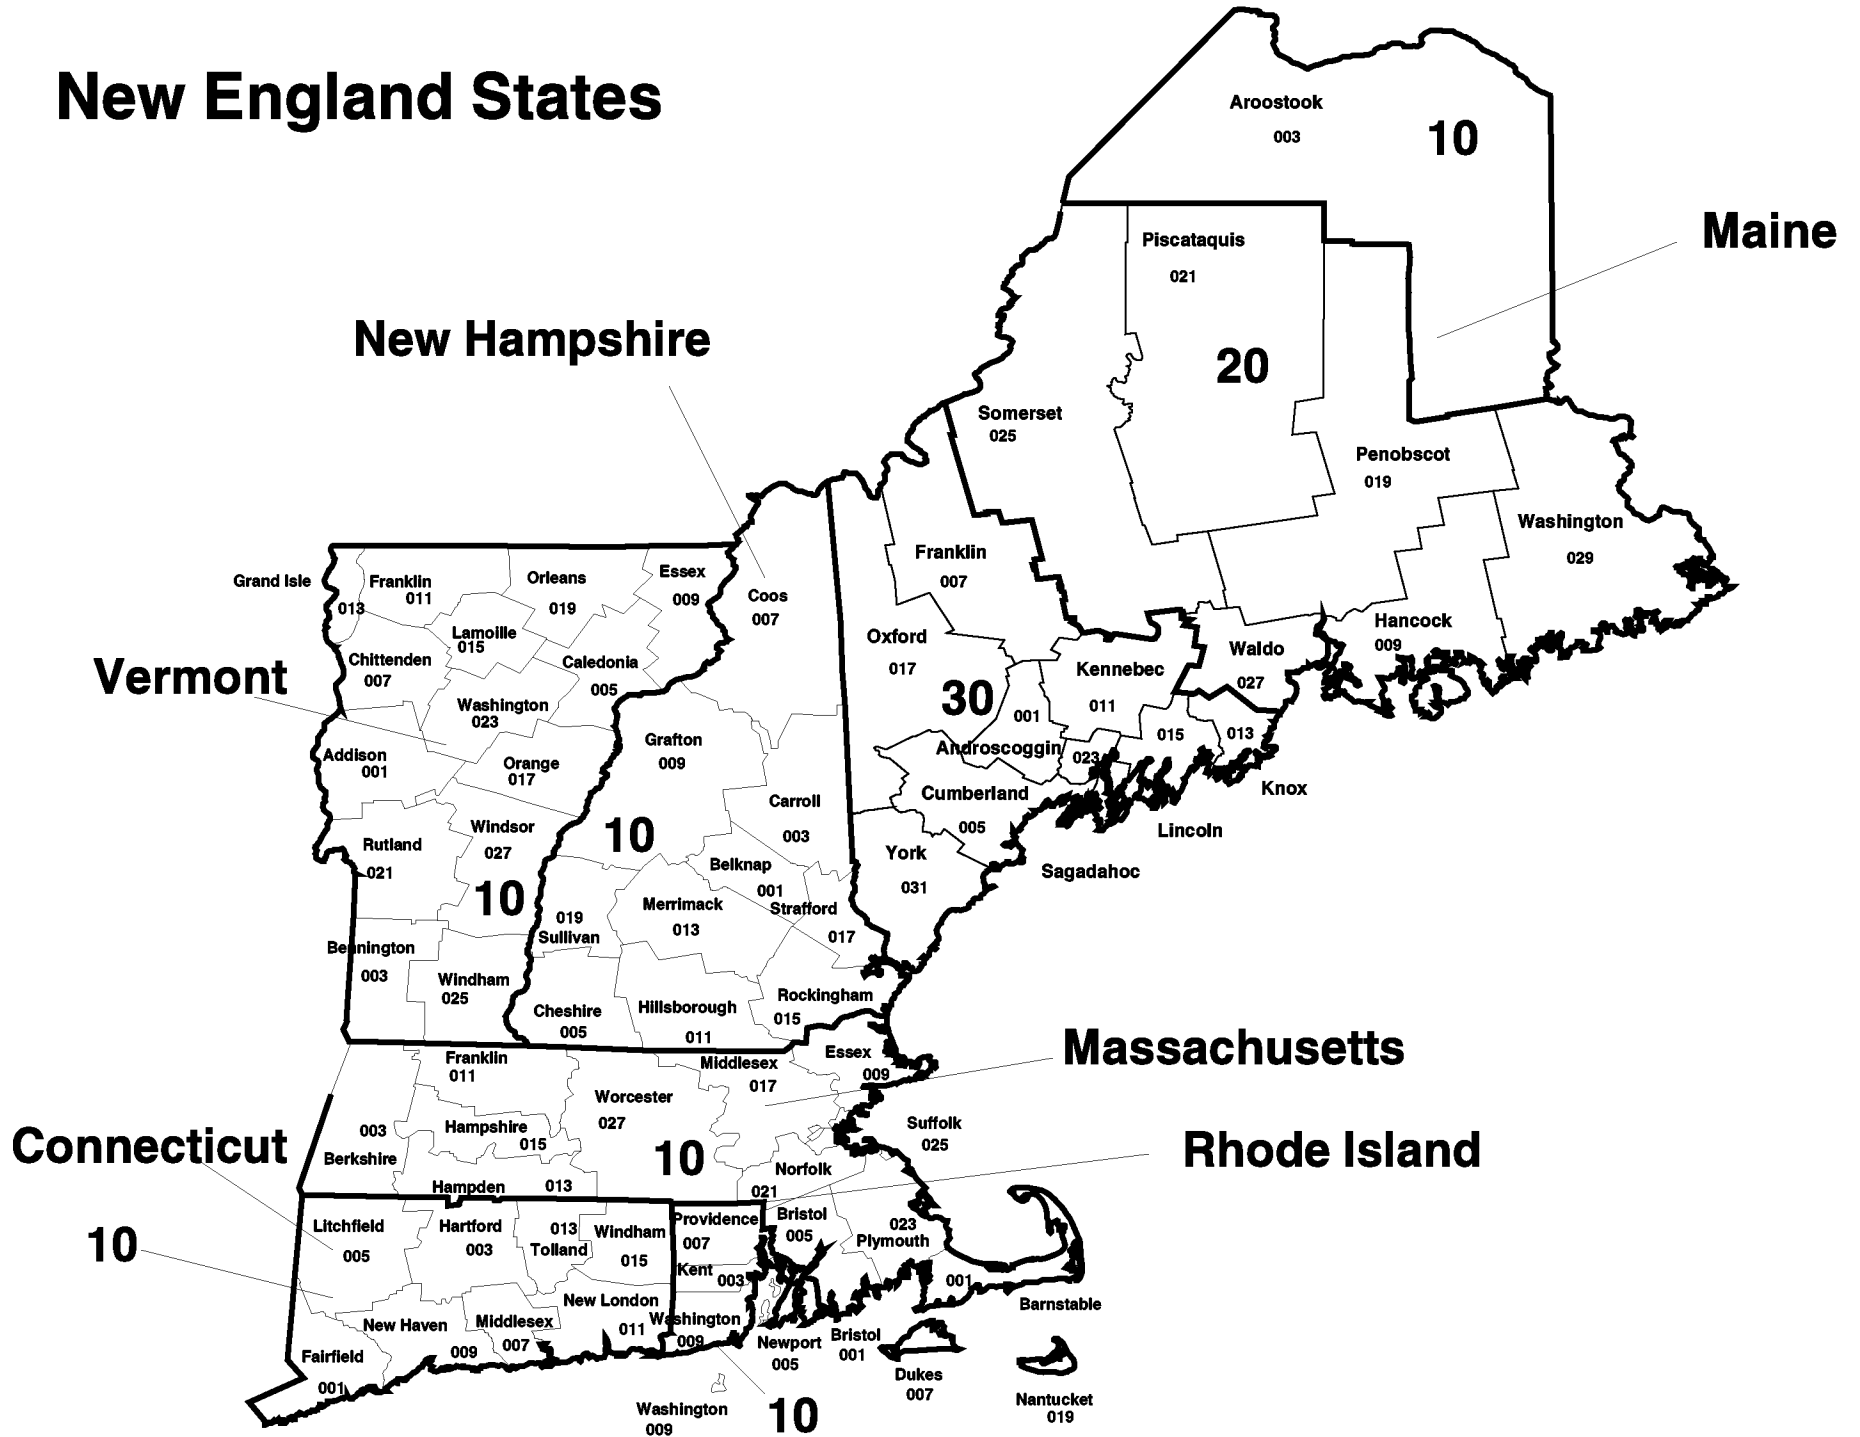 New England States
Aroostook
003
10
Maine
Piscataquis
021
20
New Hampshire
Somerset
025
Penobscot
019
Washington
029
Franklin
007
Hancock
009
Oxford
017
30
Waldo
027
Kennebec
011
001
Androscoggin
023
015
013
Knox
Cumberland
005
Lincoln
York
031
Sagadahoc
Grand Isle
013
Franklin
011
Orleans
019
Essex
009
Lamoille
015
Chittenden
007
Caledonia
005
Vermont
Washington
023
Addison
001
Orange
017
Rutland
021
Windsor
027
10
Bennington
003
Windham
025
Coos
007
Grafton
009
10
Carroll
003
Belknap
001
Merrimack
013
Strafford
017
019
Sullivan
Cheshire
005
Hillsborough
011
Rockingham
015
Massachusetts
Franklin
011
Middlesex
017
Essex
009
Worcester
027
10
003
Berkshire
Hampshire
015
Hampden
013
Suffolk
025
Norfolk
021
Bristol
005
023
Plymouth
001
Barnstable
Dukes
007
Nantucket
019
Connecticut
10
Litchfield
005
Hartford
003
013
Tolland
Windham
015
New London
011
Middlesex
007
New Haven
009
Fairfield
001
Rhode Island
Providence
007
Kent
003
Washington
009
Newport
005
Bristol
001
10
Washington
009